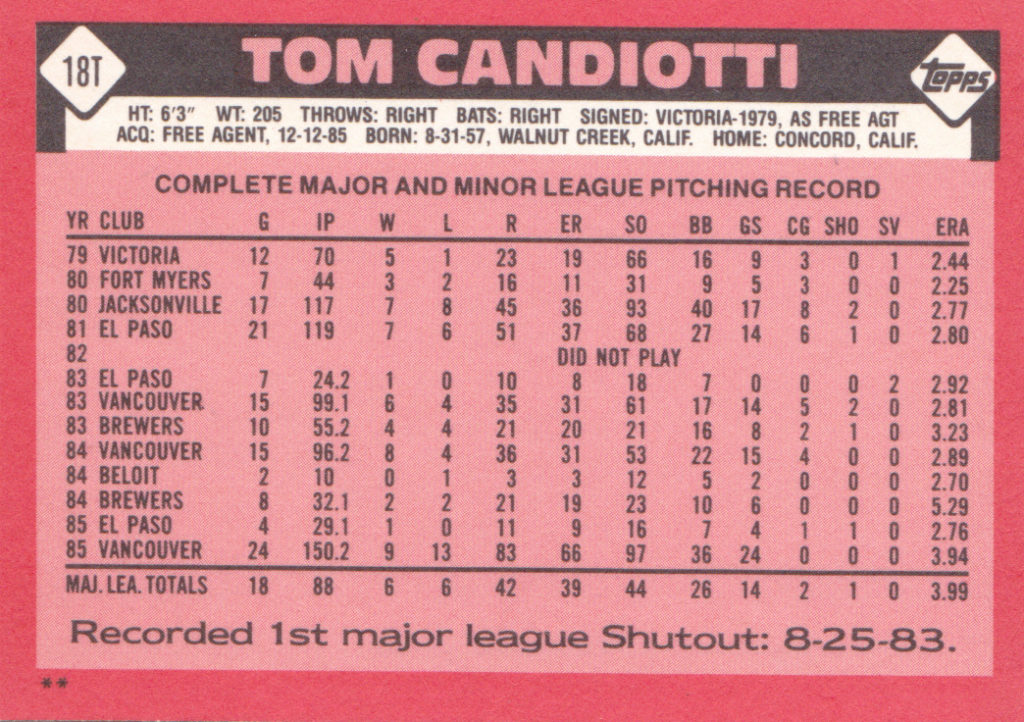 18T
TOM CANDIOTTI
TOPPS
HT: 6'3" WT: 205 THROWS: RIGHT BATS: RIGHT SIGNED: VICTORIA-1979, AS FREE AGT
ACQ: FREE AGENT, 12-12-85 BORN: 8-31-57, WALNUT CREEK, CALIF. HOME: CONCORD, CALIF.
COMPLETE MAJOR AND MINOR LEAGUE PITCHING RECORD
YR CLUB G IP W L R ER SO BB GS CG SHO SV ERA
79 VICTORIA 12 70 5 1 23 19 66 16 9 3 0 1 2.44
80 FORT MYERS 7 44 3 2 16 11 31 9 5 3 0 0 2.25
80 JACKSONVILLE 17 117 7 8 45 36 93 40 17 8 2 0 2.77
81 EL PASO 21 119 7 6 51 37 68 27 14 6 1 0 2.80
82 DID NOT PLAY
83 EL PASO 7 24.2 1 0 10 8 18 7 0 0 0 2 2.92
83 VANCOUVER 15 99.1 6 4 35 31 61 17 14 5 2 0 2.81
83 BREWERS 10 55.2 4 4 21 20 21 16 8 2 1 0 3.23
84 VANCOUVER 15 96.2 8 4 36 31 53 22 15 4 0 0 2.89
84 BELOIT 2 10 0 1 3 3 12 5 2 0 0 0 2.70
84 BREWERS 8 32.1 2 2 21 19 23 10 6 0 0 0 5.29
85 EL PASO 4 29.1 1 0 11 9 16 7 4 1 1 0 2.76
85 VANCOUVER 24 150.2 9 13 83 66 97 36 24 0 0 0 3.94
MAJ. LEA. TOTALS 18 88 6 6 42 39 44 26 14 2 1 0 3.99
Recorded 1st major league Shutout: 8-25-83.
**